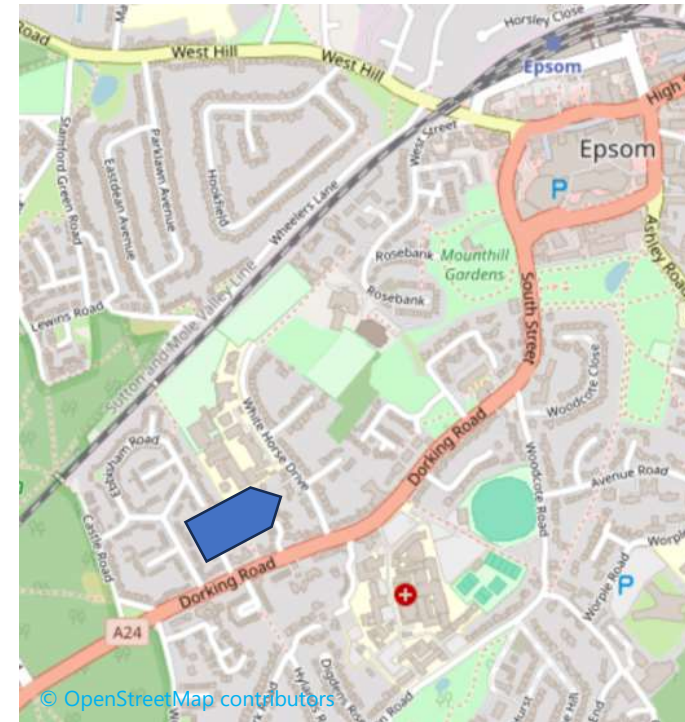 Horsley Close
Road
West Hill
West Hill
Epsom
High
Stamford Green Road
Parklawn Avenue
Eastdean Avenue
Hookfield
Wheelers Lane
West Street
Epsom
P
Ashley Road
Rosebank
Mounthill
Gardens
Rosebank
South Street
Lewins Road
Sutton and Mole Valley Line
Woodcote Close
White Horse Drive
Ebbisham Road
Dorking Road
Woodcote Road
Avenue Road
Castle Road
Worple
Worple Road
P
Dorking Road
A24
© OpenStreetMap contributors